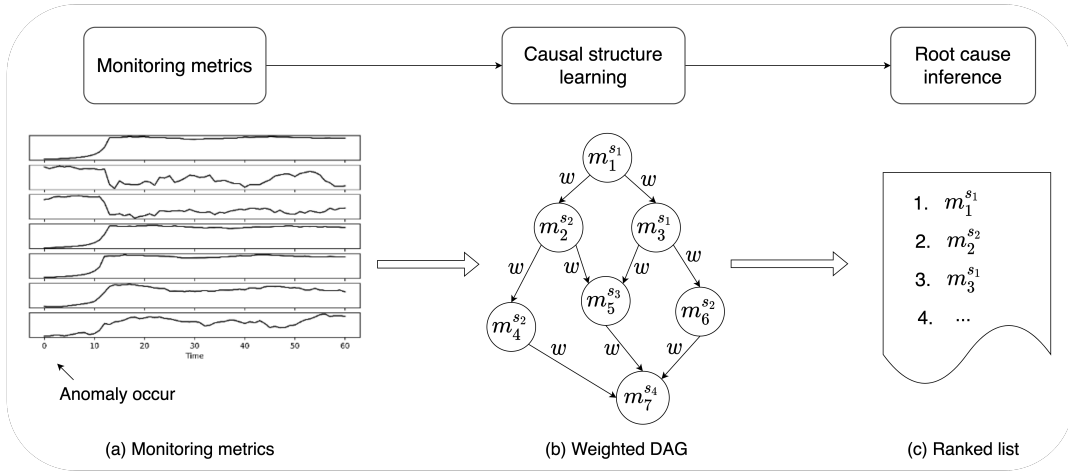 Monitoring metrics
Causal structure
learning
Root cause
inference
0 10 20 30 40 50 60
Time
Anomaly occur
m_1^{s_1}
w w
m_2^{s_2} m_3^{s_1}
w w w w
m_5^{s_3}
m_6^{s_2}
m_4^{s_2}
w w w
m_7^{s_4}
1. m_1^{s_1}
2. m_2^{s_2}
3. m_3^{s_1}
4. ...
(a) Monitoring metrics
(b) Weighted DAG
(c) Ranked list